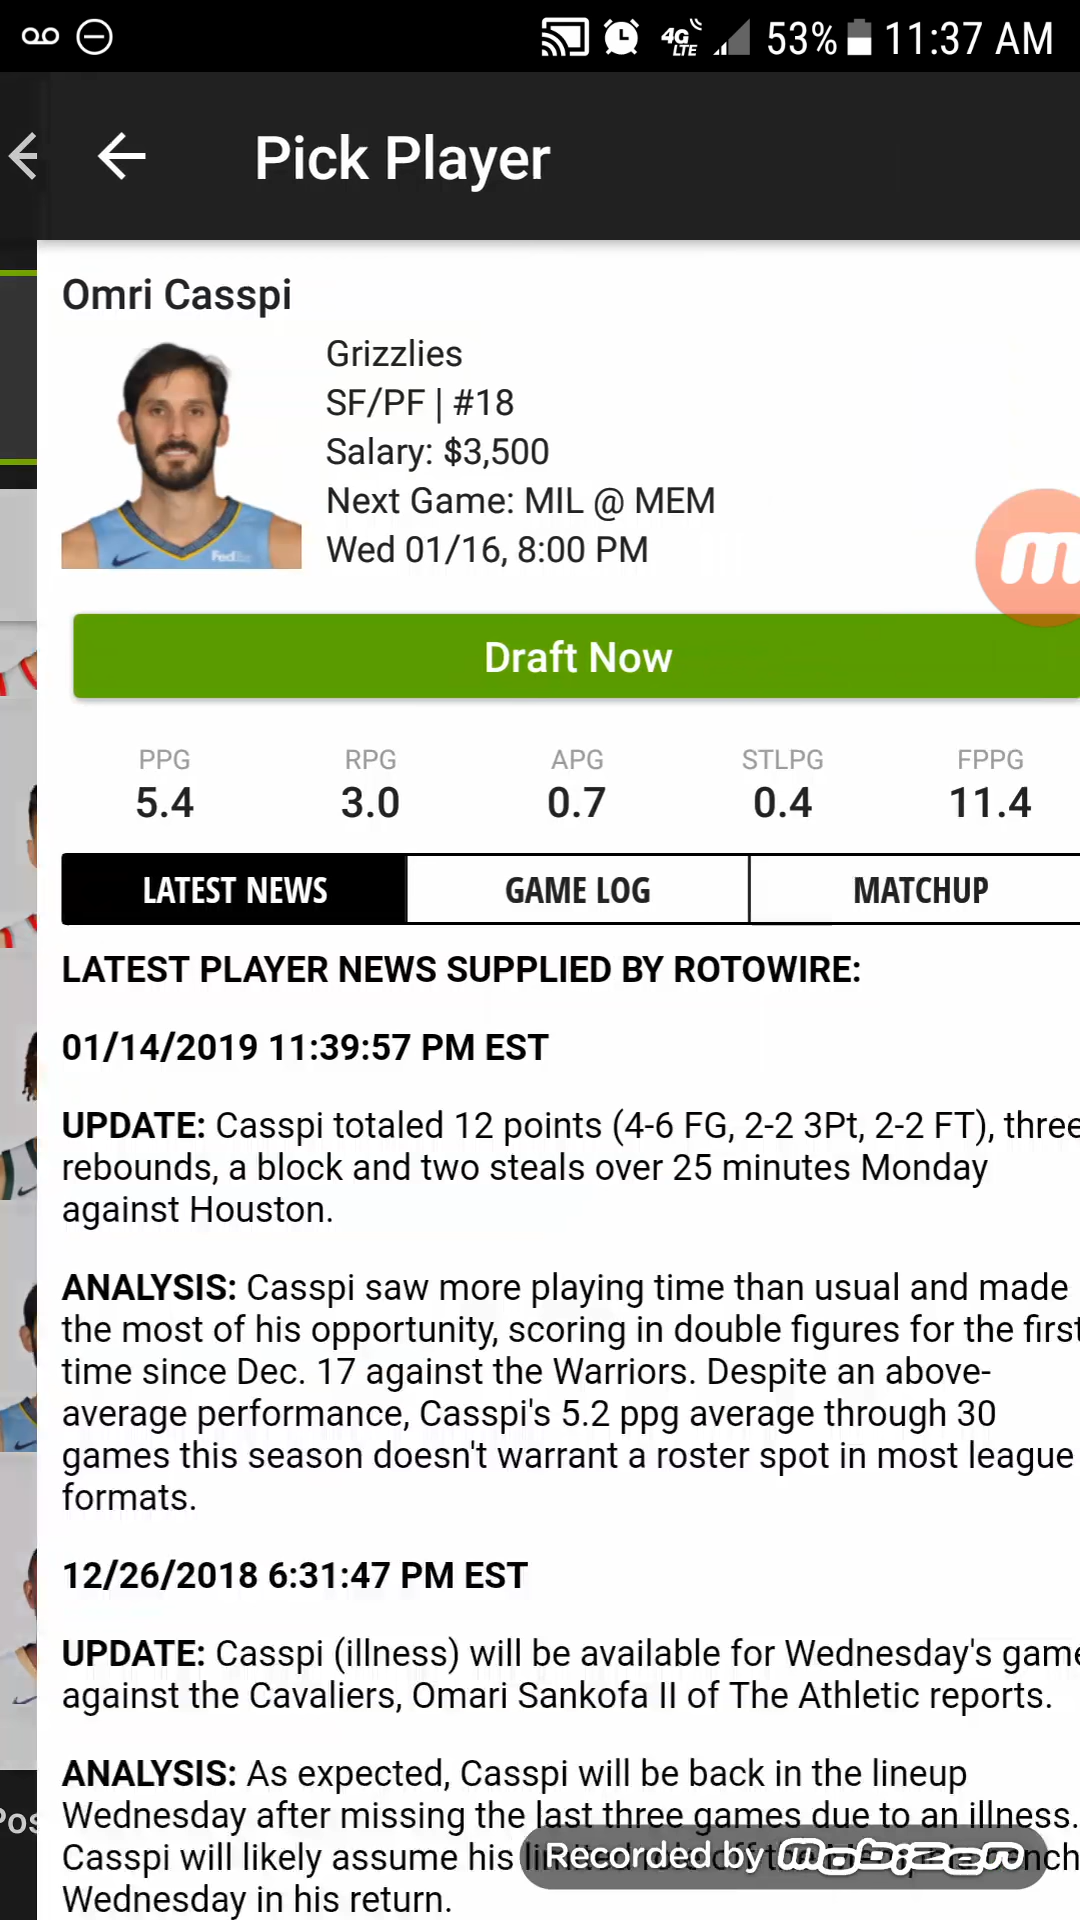 4G LTE 53% 11:37 AM
Pick Player
Omri Casspi
Grizzlies
SF/PF | #18
Salary: $3,500
Next Game: MIL @ MEM
Wed 01/16, 8:00 PM
FedEx
m
Draft Now
PPG RPG APG STLPG FPPG
5.4 3.0 0.7 0.4 11.4
LATEST NEWS GAME LOG MATCHUP
LATEST PLAYER NEWS SUPPLIED BY ROTOWIRE:
01/14/2019 11:39:57 PM EST
UPDATE: Casspi totaled 12 points (4-6 FG, 2-2 3Pt, 2-2 FT), three
rebounds, a block and two steals over 25 minutes Monday
against Houston.
ANALYSIS: Casspi saw more playing time than usual and made
the most of his opportunity, scoring in double figures for the first
time since Dec. 17 against the Warriors. Despite an above-
average performance, Casspi's 5.2 ppg average through 30
games this season doesn't warrant a roster spot in most league
formats.
12/26/2018 6:31:47 PM EST
UPDATE: Casspi (illness) will be available for Wednesday's game
against the Cavaliers, Omari Sankofa II of The Athletic reports.
ANALYSIS: As expected, Casspi will be back in the lineup
Pos
Wednesday after missing the last three games due to an illness.
Casspi will likely assume his
Recorded by mobizen
Wednesday in his return.